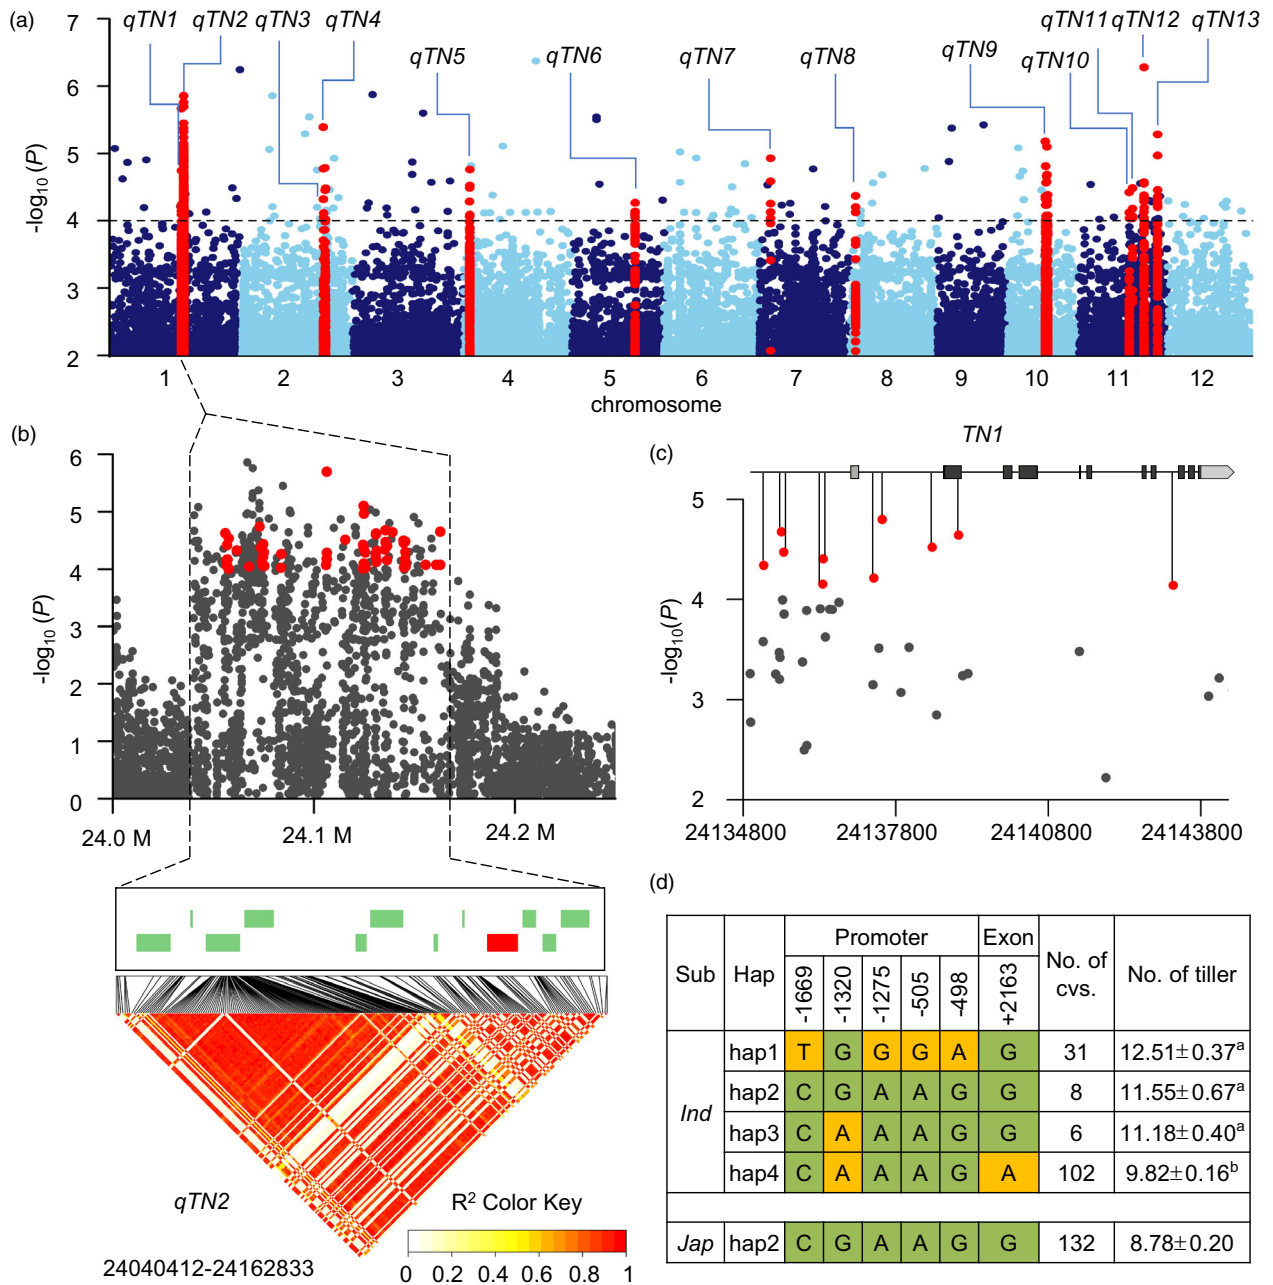 (a)
qTN1 qTN2 qTN3 qTN4 qTN5 qTN6 qTN7 qTN8 qTN9 qTN10 qTN11 qTN12 qTN13
-log10 (P)
7
6
5
4
3
2
1 2 3 4 5 6 7 8 9 10 11 12
chromosome
(b)
-log10 (P)
6
5
4
3
2
1
0
24.0 M 24.1 M 24.2 M
qTN2
24040412-24162833
R² Color Key
0 0.2 0.4 0.6 0.8 1
(c)
TN1
-log10(P)
5
4
3
2
24134800 24137800 24140800 24143800
(d)
Sub Hap Promoter Exon No. of cvs. No. of tiller
-1669 -1320 -1275 -505 -498 +2163
Ind
hap1 T G G G A G 31 12.51±0.37a
hap2 C G A A G G 8 11.55±0.67a
hap3 C A A A G G 6 11.18±0.40a
hap4 C A A A G A 102 9.82±0.16b
Jap hap2 C G A A G G 132 8.78±0.20